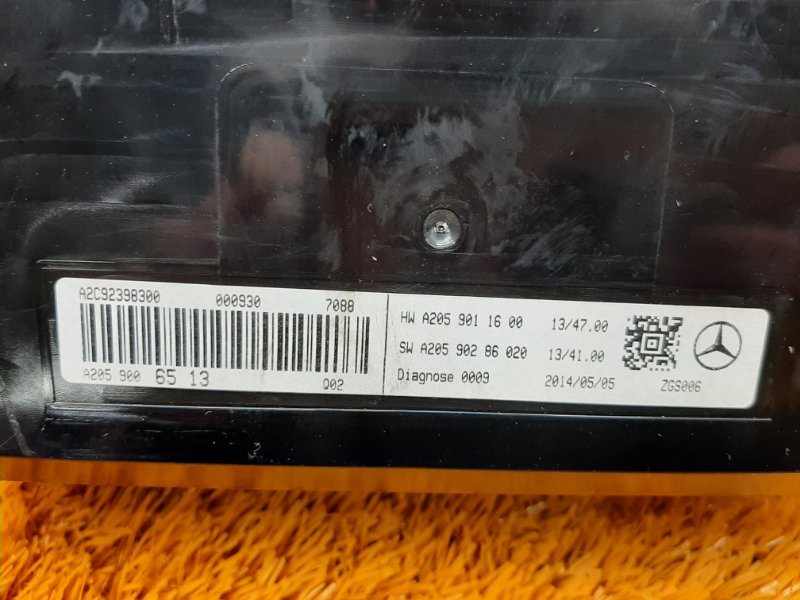 A2C92398300 000930 7088
A205 900 65 13 Q02
HW A205 901 16 00 13/47.00
SW A205 902 86 020 13/41.00
Diagnose 0009 2014/05/05
ZGS006